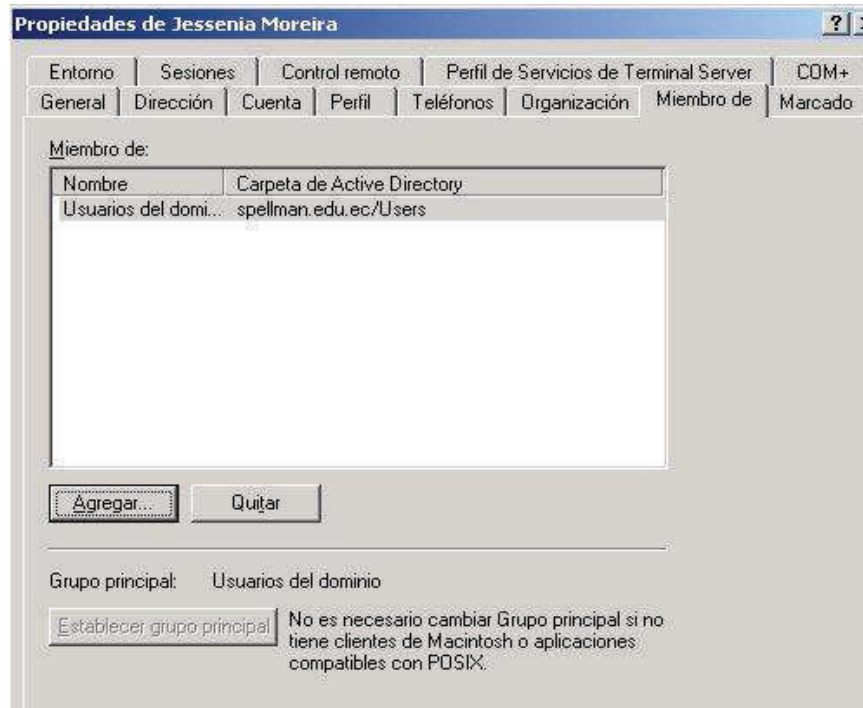 Propiedades de Jessenia Moreira
Entorno Sesiones Control remoto Perfil de Servicios de Terminal Server COM+
General Dirección Cuenta Perfil Teléfonos Organización Miembro de Marcado
Miembro de:
Nombre Carpeta de Active Directory
Usuarios del domi... spellman.edu.ec/Users
Agregar... Quitar
Grupo principal: Usuarios del dominio
Establecer grupo principal
No es necesario cambiar Grupo principal si no
tiene clientes de Macintosh o aplicaciones
compatibles con POSIX.